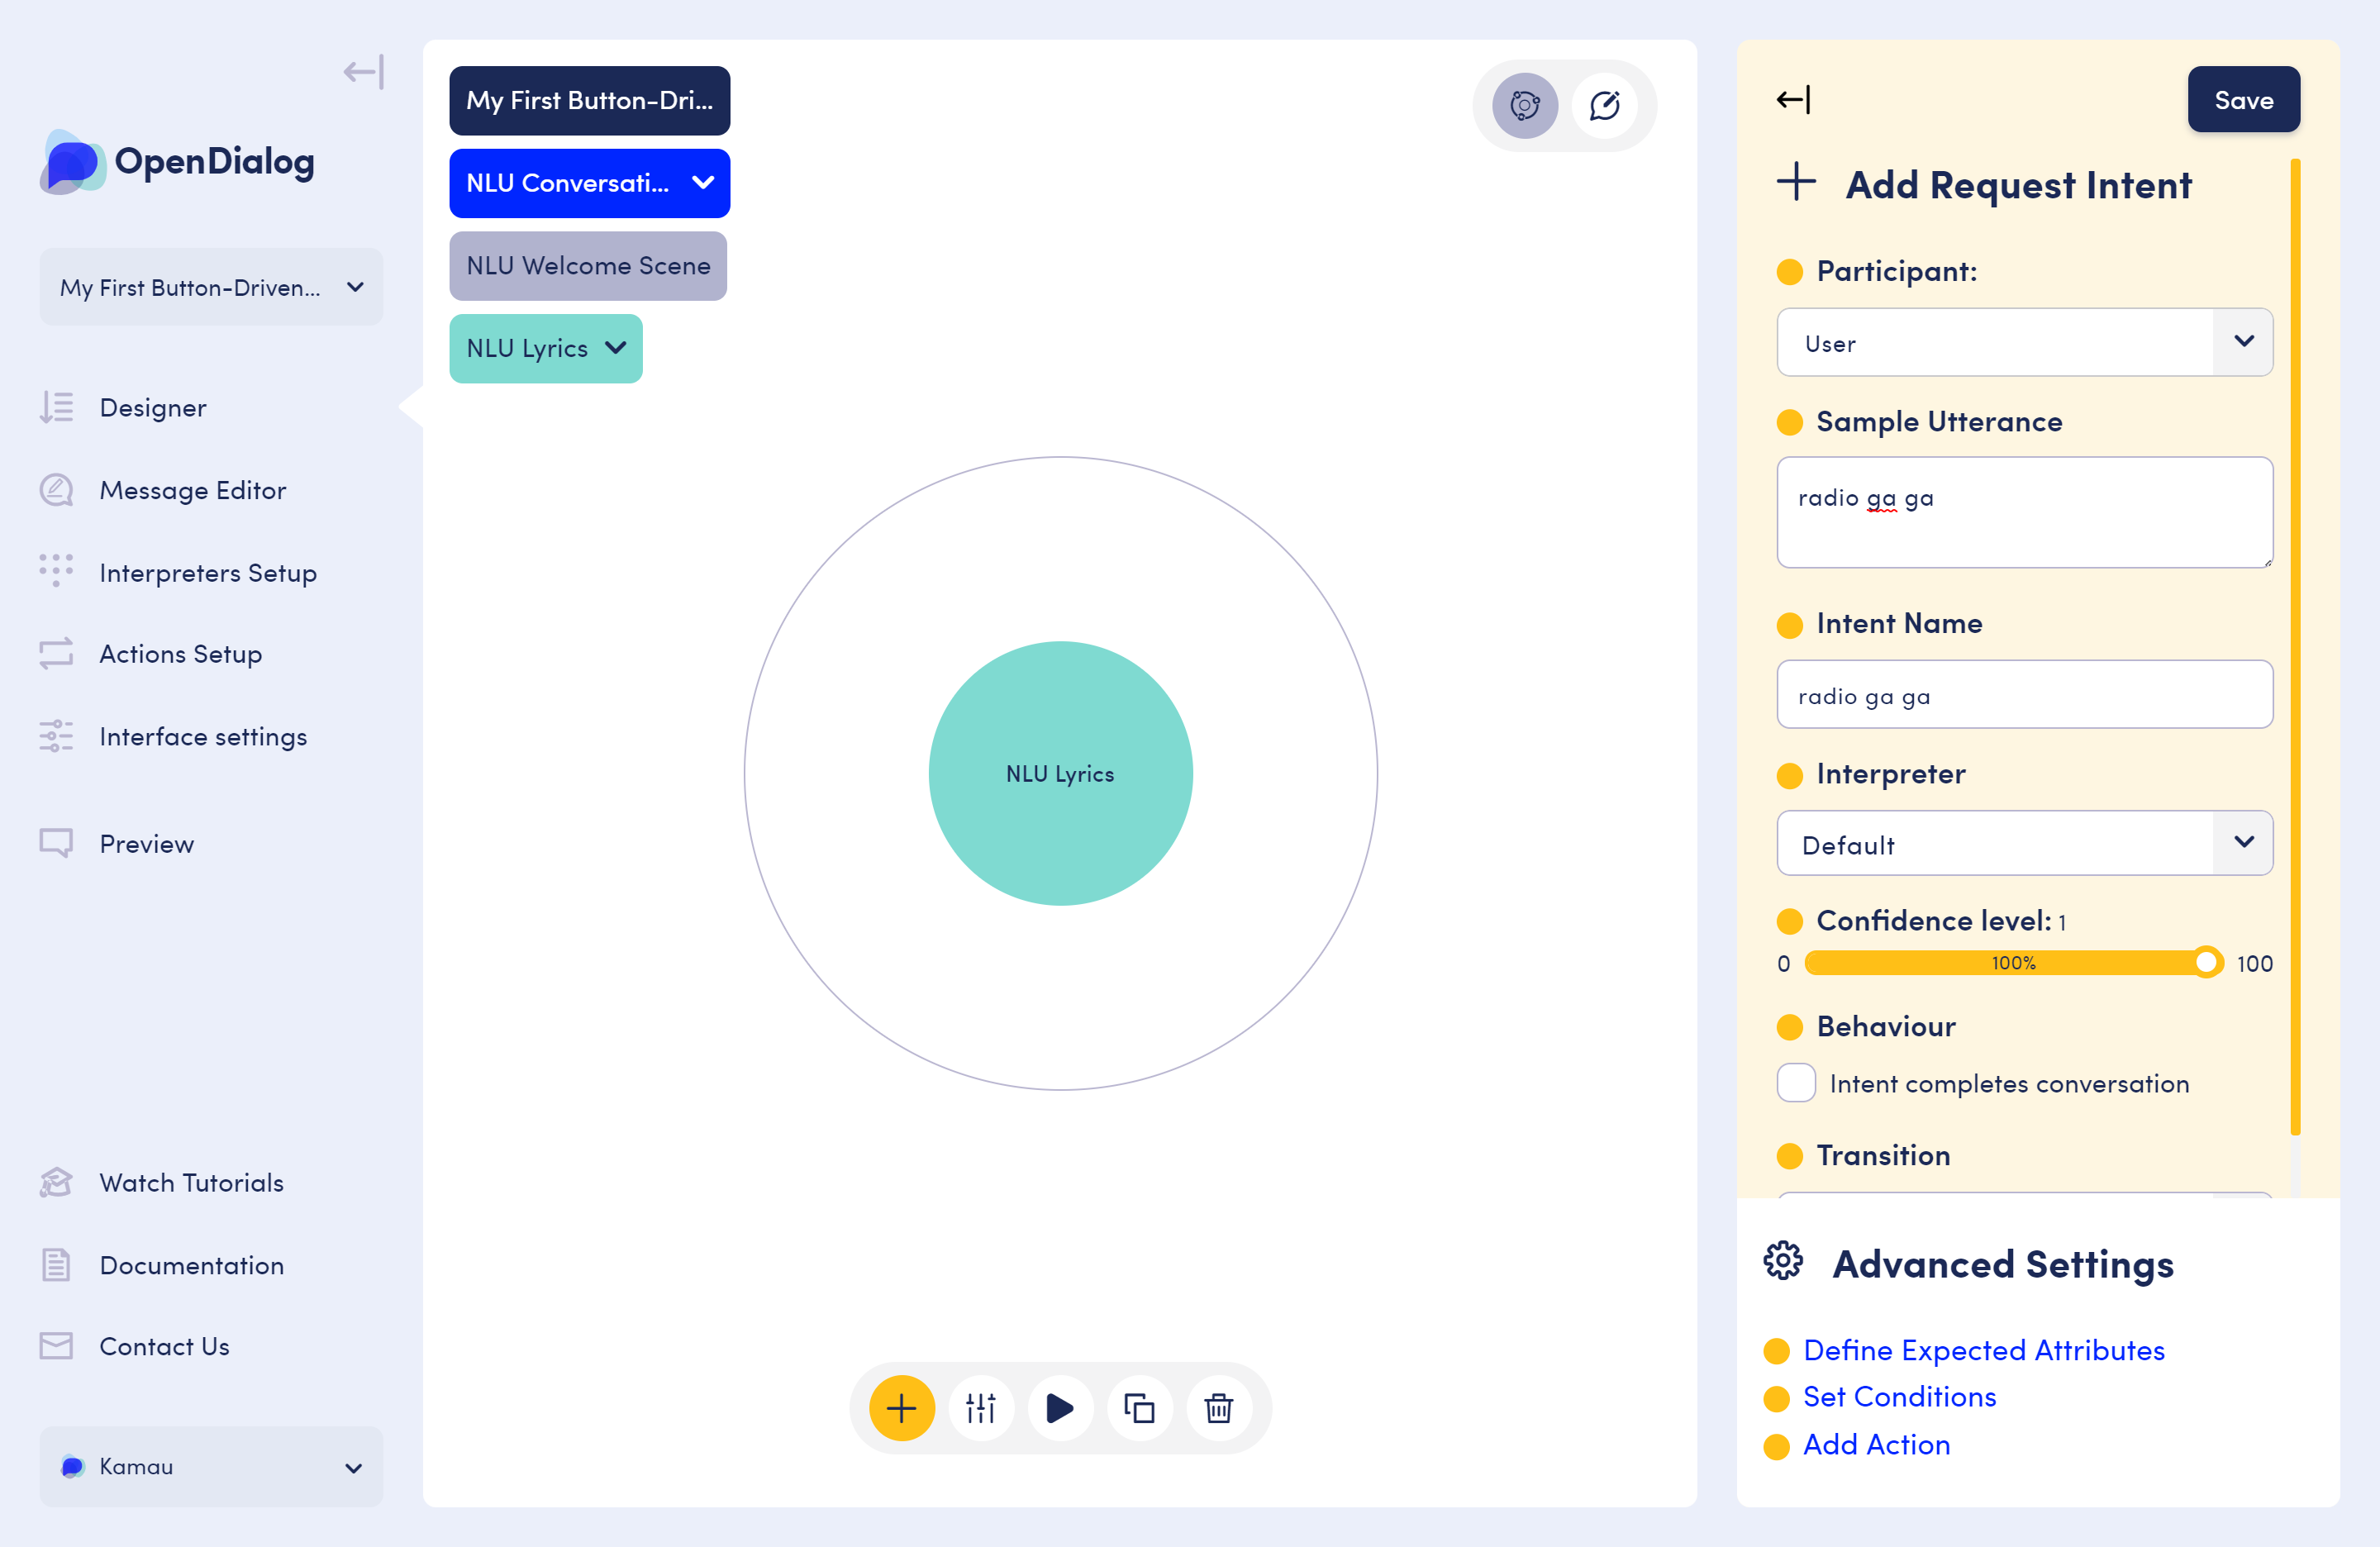 OpenDialog
My First Button-Driven...
Designer
Message Editor
Interpreters Setup
Actions Setup
Interface settings
Preview
Watch Tutorials
Documentation
Contact Us
Kamau
My First Button-Dri...
NLU Conversati...
NLU Welcome Scene
NLU Lyrics
NLU Lyrics
Save
Add Request Intent
Participant:
User
Sample Utterance
radio ga ga
Intent Name
radio ga ga
Interpreter
Default
Confidence level: 1
0 100% 100
Behaviour
Intent completes conversation
Transition
Advanced Settings
Define Expected Attributes
Set Conditions
Add Action